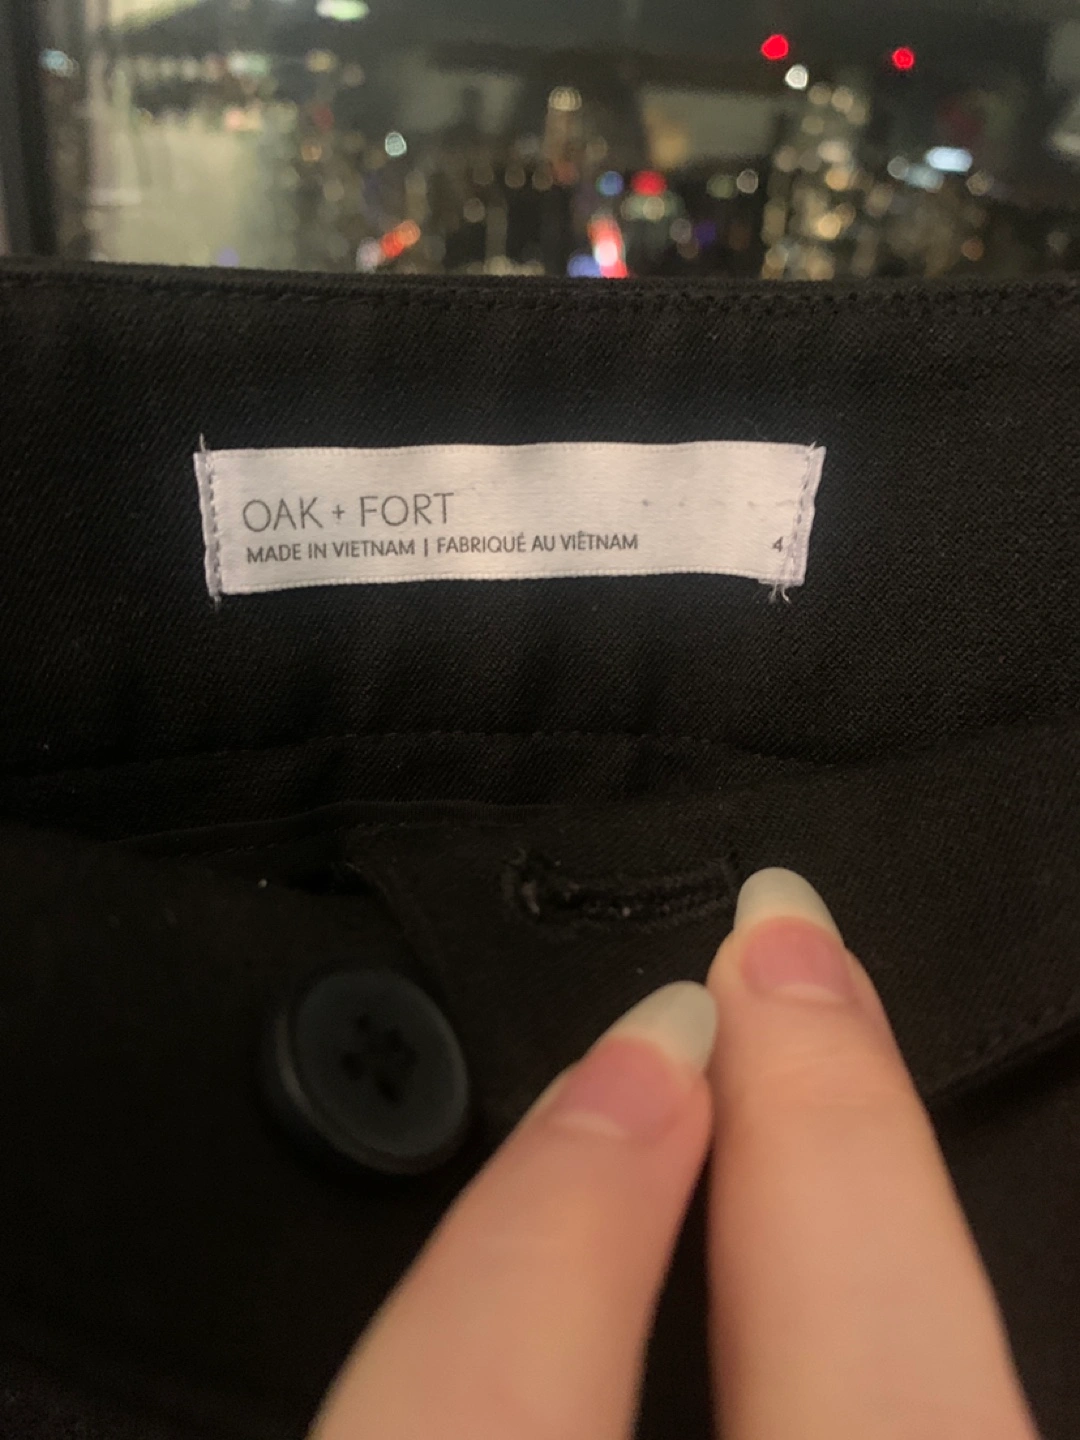 OAK + FORT
MADE IN VIETNAM | FABRIQUÉ AU VIÊTNAM 4